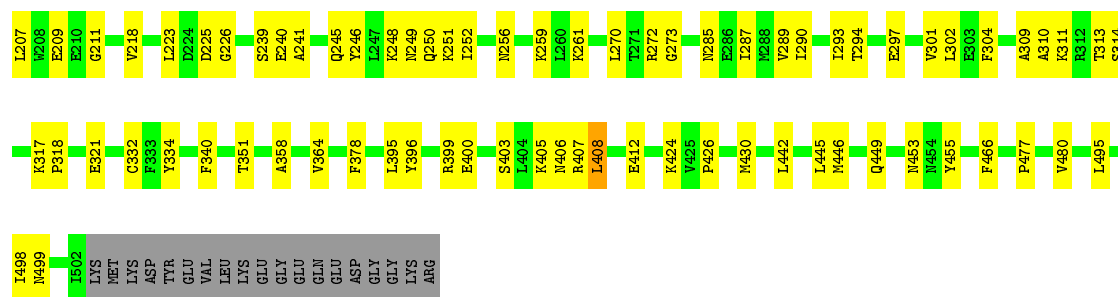 L207 W208 E209 E210 G211 V218 L223 D224 D225 G226 S239 E240 A241 Q245 Y246 L247 K248 N249 Q250 K251 I252 N256 K259 L260 K261 L270 T271 R272 G273 N285 E286 I287 M288 V289 I290 I293 T294 E297 V301 L302 E303 F304 A309 A310 K311 R312 T313 S314
K317 P318 E321 C332 F333 Y334 F340 T351 A358 V364 F378 L395 Y396 R399 E400 S403 L404 K405 N406 R407 L408 E412 K424 V425 P426 M430 L442 L445 M446 Q449 N453 N454 Y455 F466 P477 V480 L495
I498 N499 I502 LYS MET LYS ASP TYR GLU VAL LEU LYS GLU GLY GLU GLN GLU ASP GLY GLY LYS ARG